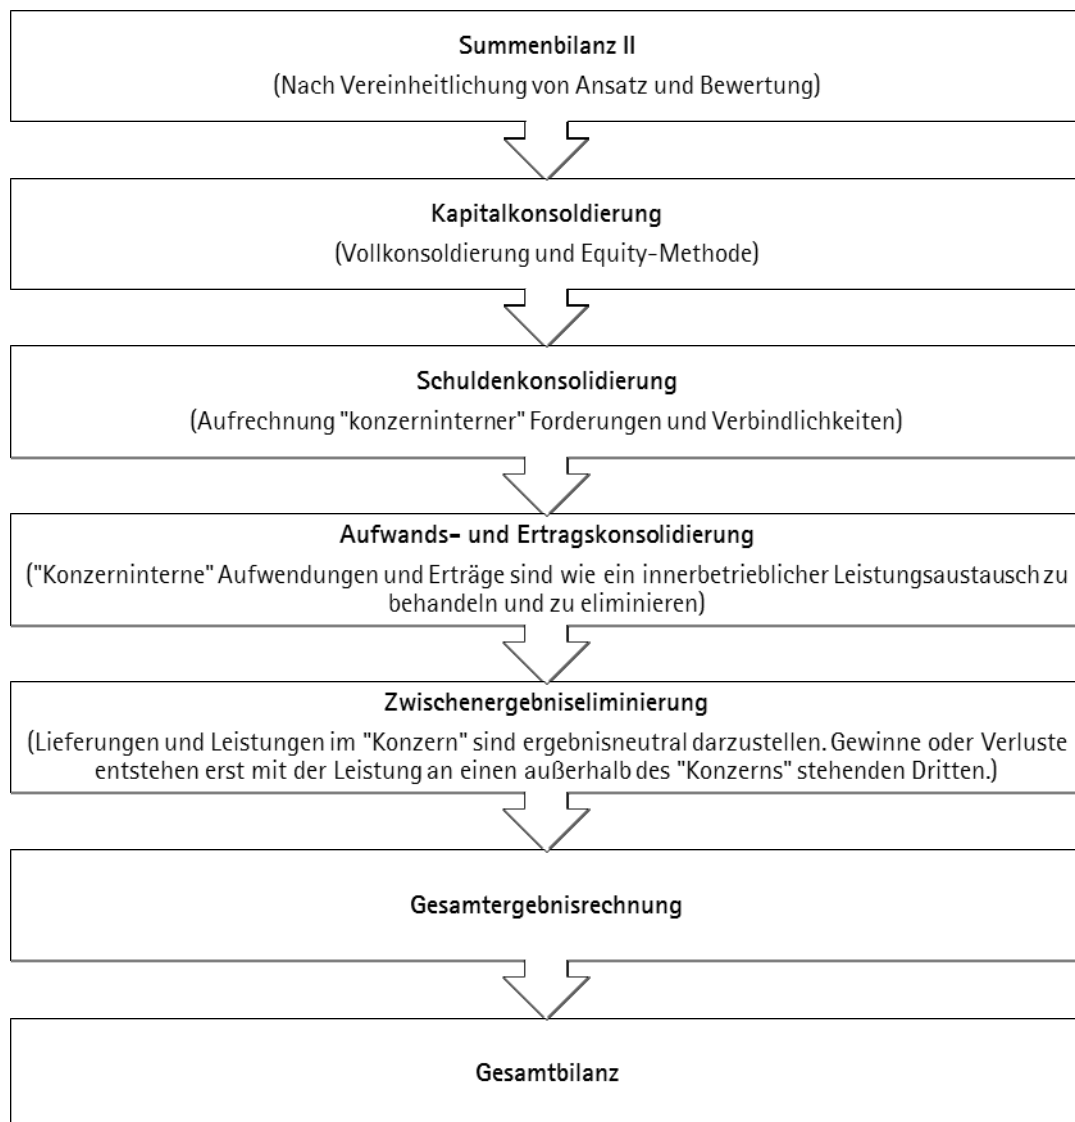 Summenbilanz II
(Nach Vereinheitlichung von Ansatz und Bewertung)
Kapitalkonsoldierung
(Vollkonsoldierung und Equity-Methode)
Schuldenkonsolidierung
(Aufrechnung "konzerninterner" Forderungen und Verbindlichkeiten)
Aufwands- und Ertragskonsolidierung
("Konzerninterne" Aufwendungen und Erträge sind wie ein innerbetrieblicher Leistungsaustausch zu
behandeln und zu eliminieren)
Zwischenergebniseliminierung
(Lieferungen und Leistungen im "Konzern" sind ergebnisneutral darzustellen. Gewinne oder Verluste
entstehen erst mit der Leistung an einen außerhalb des "Konzerns" stehenden Dritten.)
Gesamtergebnisrechnung
Gesamtbilanz